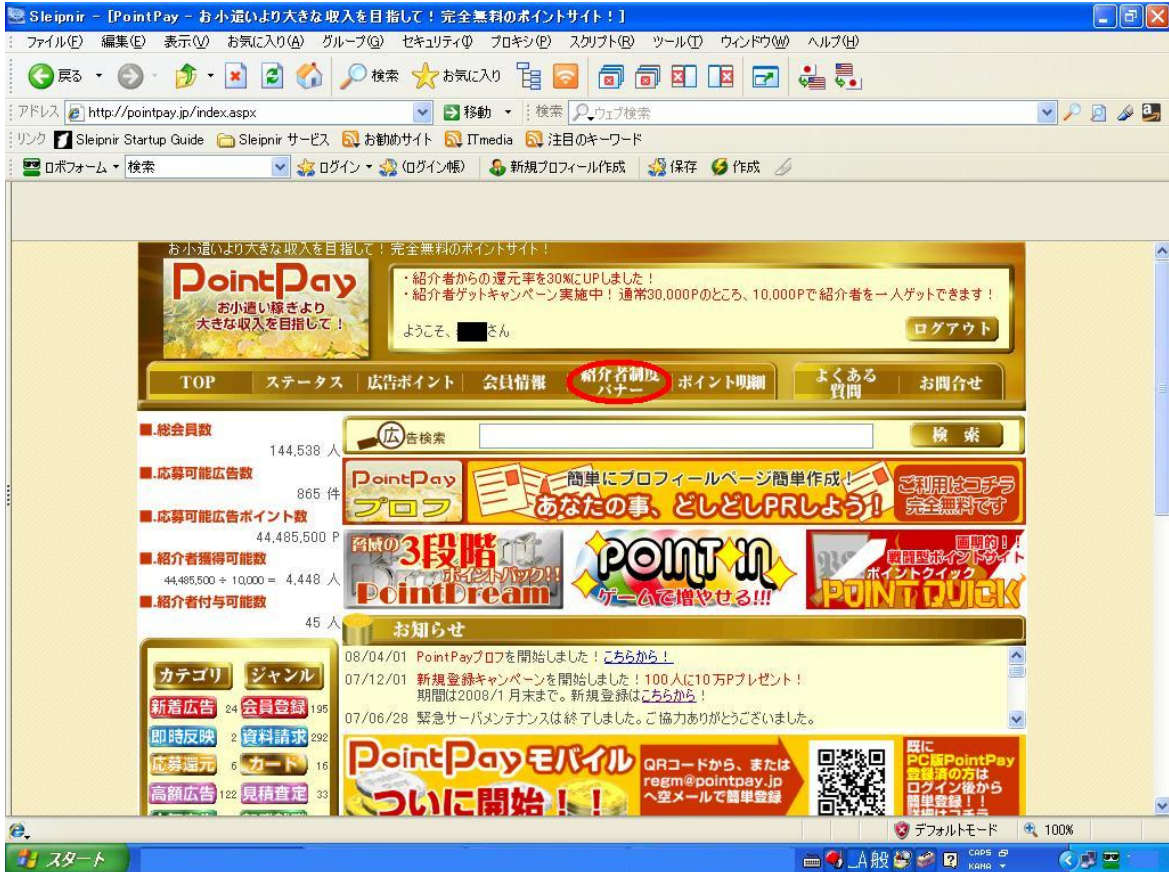 Sleipnir - [PointPay - お小遣いより大きな収入を目指して！完全無料のポイントサイト！]
ファイル(F) 編集(E) 表示(V) お気に入り(A) グループ(G) セキュリティ(I) プロキシ(P) スクリプト(R) ツール(T) ウィンドウ(W) ヘルプ(H)
戻る 検索 お気に入り
アドレス http://pointpay.jp/index.aspx 移動 検索 ウェブ検索
リンク Sleipnir Startup Guide Sleipnir サービス お勧めサイト ITmedia 注目のキーワード
ロボフォーム 検索 ログイン (ログイン帳) 新規プロフィール作成 保存 作成
お小遣いより大きな収入を目指して！完全無料のポイントサイト！
PointPay
お小遣い稼ぎより
大きな収入を目指して！
・紹介者からの還元率を30%にUPしました！
・紹介者ゲットキャンペーン実施中！通常30,000Pのところ、10,000Pで紹介者を一人ゲットできます！
ようこそ、 さん
ログアウト
TOP ステータス 広告ポイント 会員情報 紹介者制度バナー ポイント明細 よくある質問 お問合せ
■.総会員数
144,538 人
■.応募可能広告数
865 件
■.応募可能広告ポイント数
44,485,500 P
■.紹介者獲得可能数
44,485,500 ÷ 10,000 = 4,448 人
■.紹介者付与可能数
45 人
広告検索 検 索
PointPay
プロフ
簡単にプロフィールページ簡単作成！
あなたの事、どしどしPRしよう！
ご利用はコチラ
完全無料です
脅威の3段階
ポイントバック!!
PointDream
POINT IN
ゲームで増やせる!!!
画期的！！
戦闘型ポイントサイト
ポイントクイック
POINT QUICK
お知らせ
08/04/01 PointPayプロフを開始しました！こちらから！
07/12/01 新規登録キャンペーンを開始しました！100人に10万Pプレゼント！
期間は2008/1月末まで。新規登録はこちらから！
07/06/28 緊急サーバメンテナンスは終了しました。ご協力ありがとうございました。
カテゴリ ジャンル
新着広告 24 会員登録 195
即時反映 2 資料請求 292
応募還元 6 カード 16
高額広告 122 見積査定 33
PointPayモバイル
ついに開始！！
QRコードから、または
regm@pointpay.jp
へ空メールで簡単登録
既に
PC版PointPay
登録済の方は
ログイン後から
簡単登録！！
デフォルトモード 100%
スタート
A 般 CAPS KANA